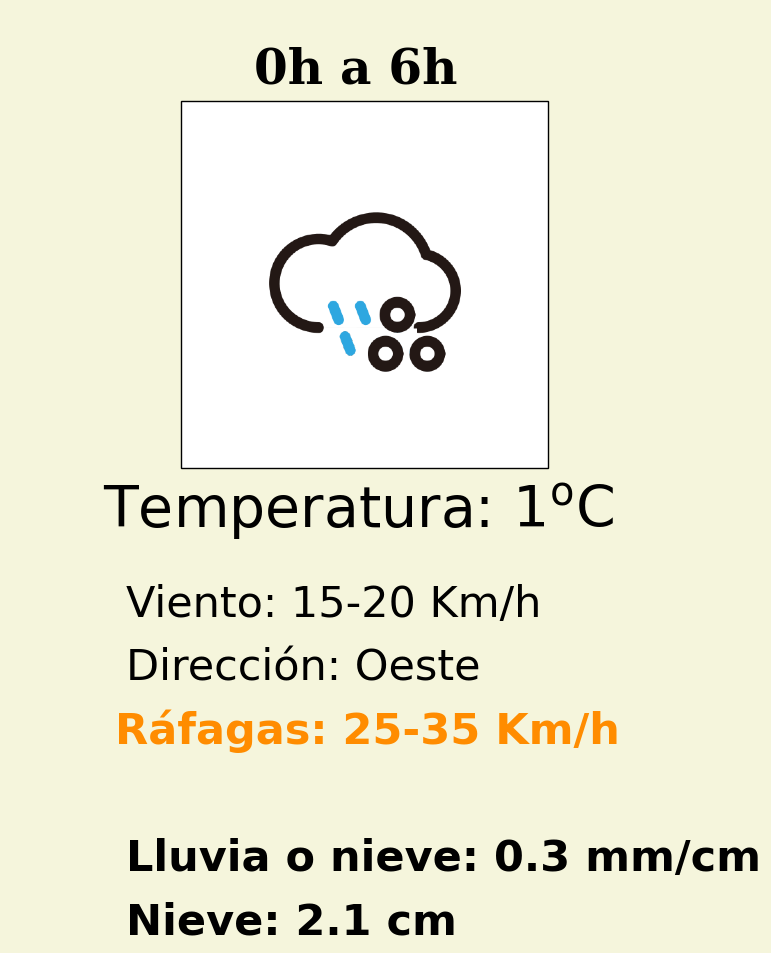 0h a 6h
Temperatura: 1ºC
Viento: 15-20 Km/h
Dirección: Oeste
Ráfagas: 25-35 Km/h
Lluvia o nieve: 0.3 mm/cm
Nieve: 2.1 cm